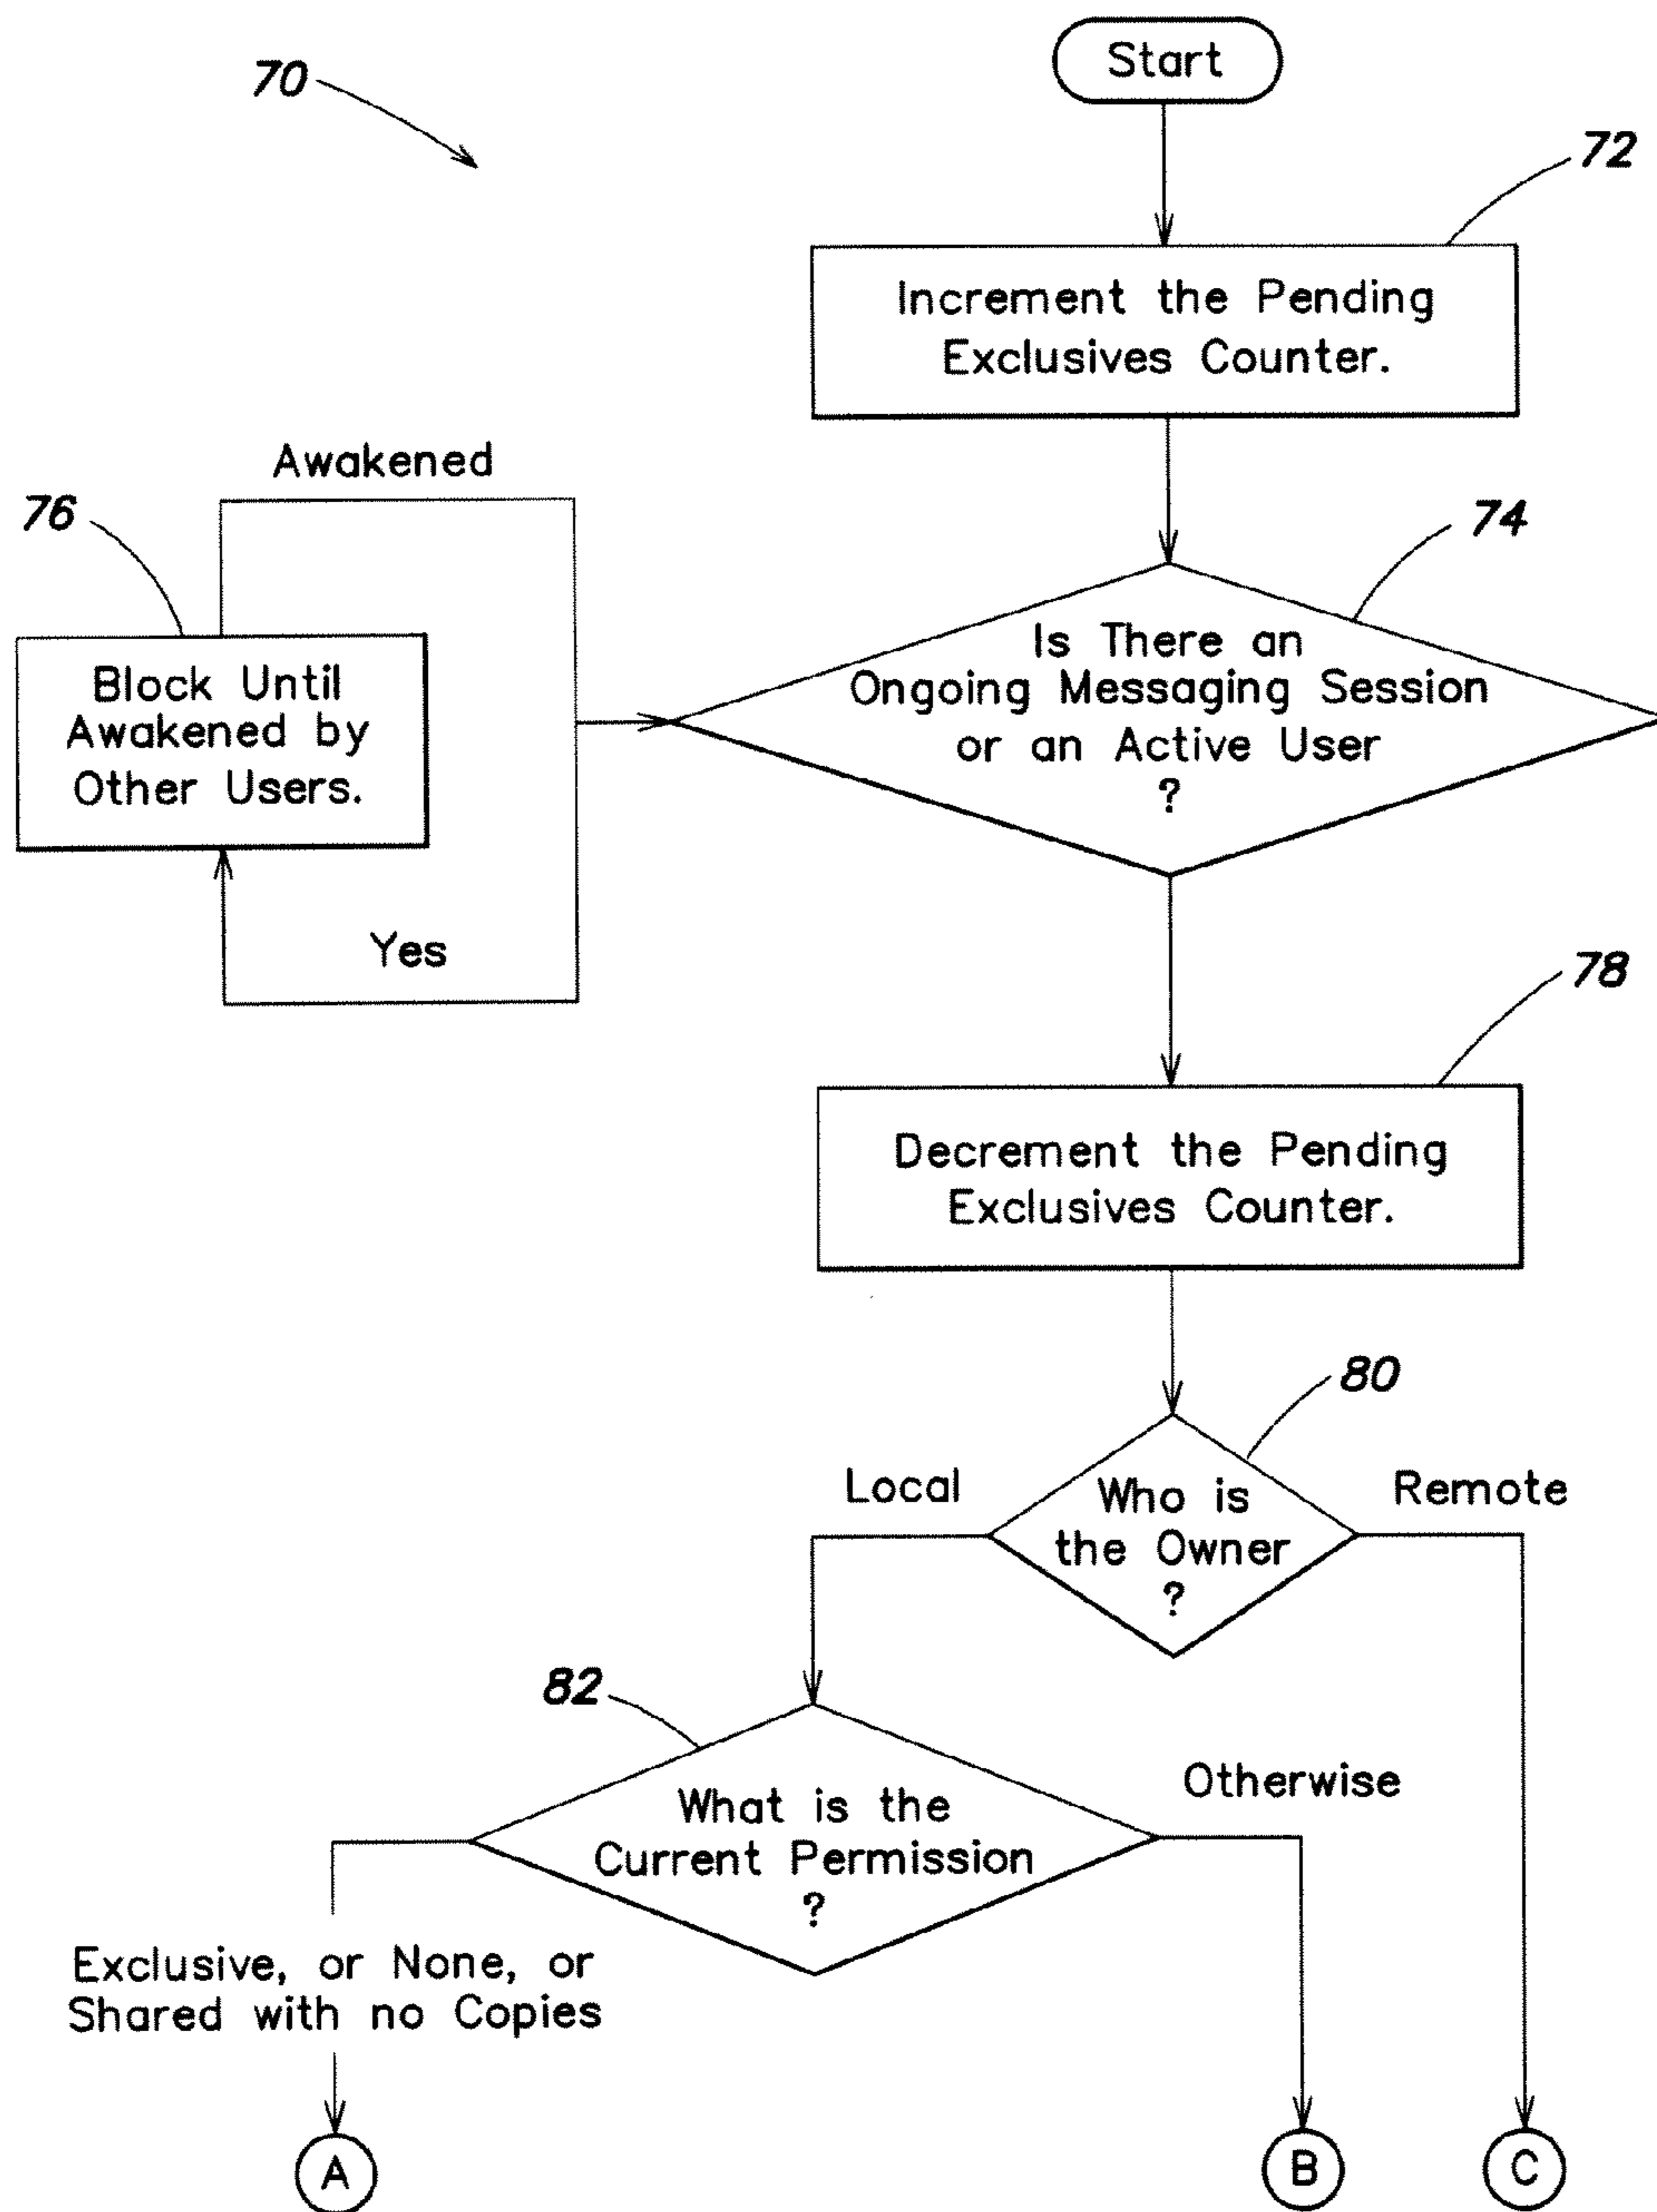 70
Start
72
Increment the Pending
Exclusives Counter.
Awakened
76
74
Block Until
Awakened by
Other Users.
Is There an
Ongoing Messaging Session
or an Active User
?
Yes
78
Decrement the Pending
Exclusives Counter.
80
Local
Who is
the Owner
?
Remote
82
What is the
Current Permission
?
Otherwise
Exclusive, or None, or
Shared with no Copies
A
B
C